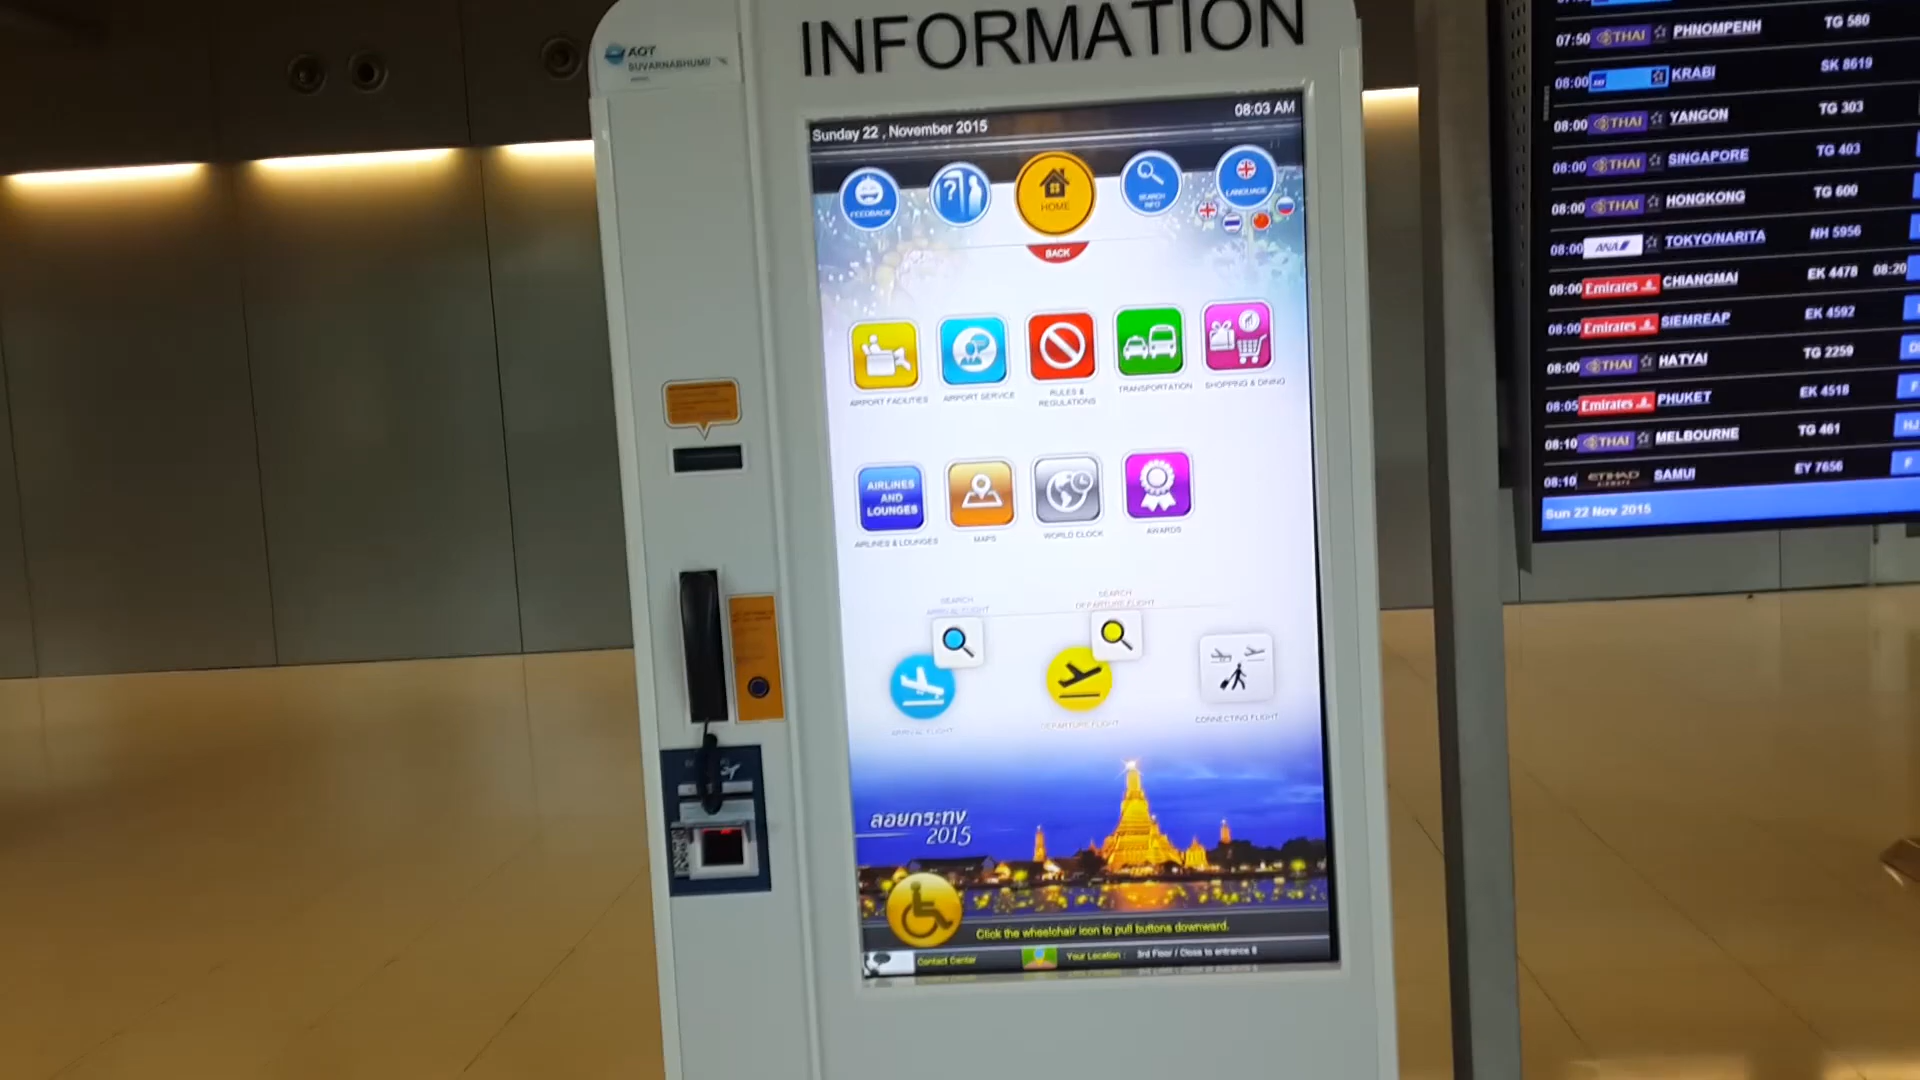 INFORMATION
AOT
SUVARNABHUMI
Sunday 22 , November 2015
08:03 AM
FEEDBACK
?
HOME
SEARCH
INFO
LANGUAGE
BACK
AIRPORT FACILITIES
AIRPORT SERVICE
RULES &
REGULATIONS
TRANSPORTATION
SHOPPING & DINING
AIRLINES
AND
LOUNGES
AIRLINES & LOUNGES
MAPS
WORLD CLOCK
AWARDS
SEARCH
ARRIVAL FLIGHT
SEARCH
DEPARTURE FLIGHT
ARRIVAL FLIGHT
DEPARTURE FLIGHT
CONNECTING FLIGHT
ลอยกระทง
2015
Click the wheelchair icon to pull buttons downward.
Contact Center
Your Location : 3rd Floor / Close to entrance 6
07:50 THAI PHNOMPENH TG 580
08:00 KRABI SK 8619
08:00 THAI YANGON TG 303
08:00 THAI SINGAPORE TG 403
08:00 THAI HONGKONG TG 600
08:00 ANA TOKYO/NARITA NH 5956
08:00 Emirates CHIANGMAI EK 4478 08:20
08:00 Emirates SIEMREAP EK 4592
08:00 THAI HATYAI TG 2259
08:05 Emirates PHUKET EK 4518
08:10 THAI MELBOURNE TG 461
08:10 ETIHAD AIRWAYS SAMUI EY 7656 F
Sun 22 Nov 2015